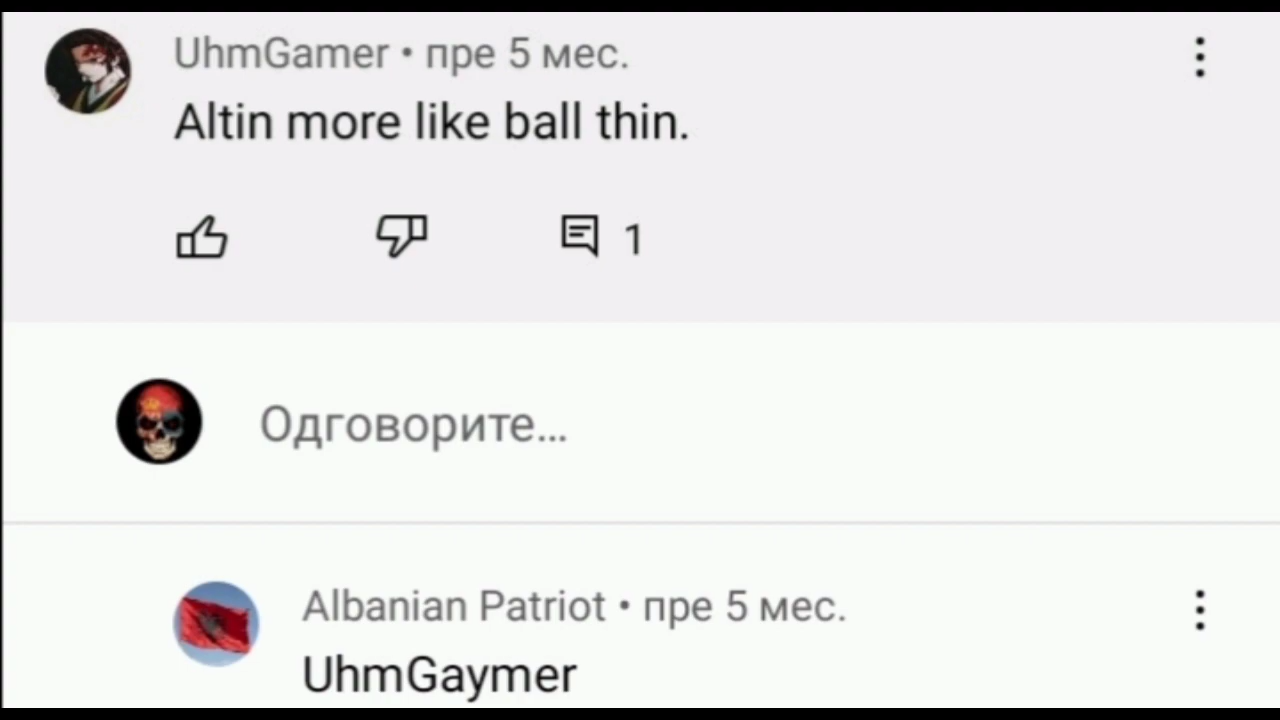 UhmGamer • пре 5 мес.
Altin more like ball thin.
1
Одговорите...
Albanian Patriot • пре 5 мес.
UhmGaymer